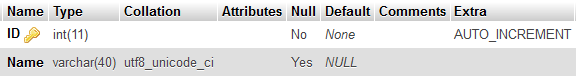 Name Type Collation Attributes Null Default Comments Extra
ID int(11) No None AUTO_INCREMENT
Name varchar(40) utf8_unicode_ci Yes NULL